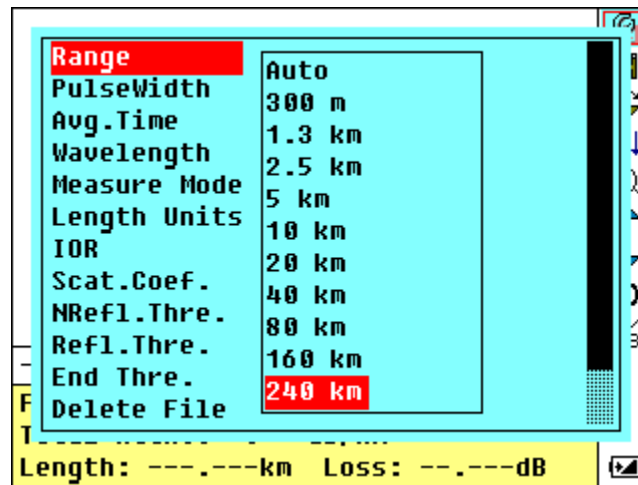 Range
PulseWidth
Avg.Time
Wavelength
Measure Mode
Length Units
IOR
Scat.Coef.
NRefl.Thre.
Refl.Thre.
End Thre.
Delete File
Auto
300 m
1.3 km
2.5 km
5 km
10 km
20 km
40 km
80 km
160 km
240 km
Length: ---.---km Loss: --.---dB